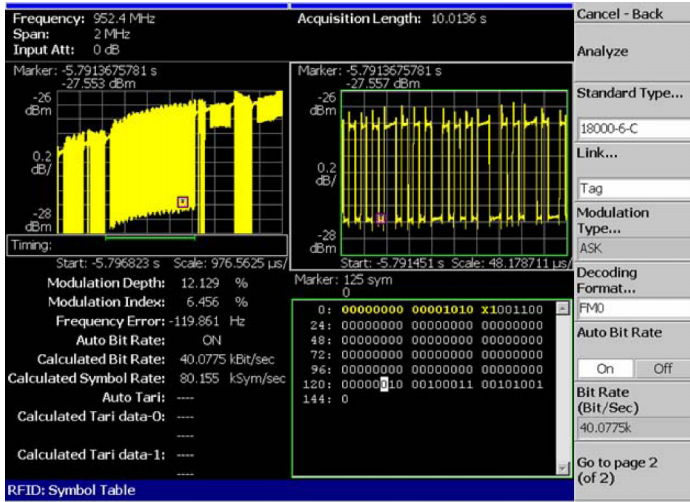 Frequency: 952.4 MHz
Span: 2 MHz
Input Att: 0 dB
Acquisition Length: 10.0136 s
Marker: -5.7913675781 s
-27.553 dBm
-26
dBm
0.2
dB/
-28
dBm
Timing:
Start: -5.796823 s Scale: 976.5625 µs/
Marker: -5.7913675781 s
-27.557 dBm
-26
dBm
0.2
dB/
-28
dBm
Start: -5.791451 s Scale: 48.178711 µs/
Modulation Depth: 12.129 %
Modulation Index: 6.456 %
Frequency Error: -119.861 Hz
Auto Bit Rate: ON
Calculated Bit Rate: 40.0775 kBit/sec
Calculated Symbol Rate: 80.155 kSym/sec
Auto Tari: ----
Calculated Tari data-0: ----
----
Calculated Tari data-1: ----
----
Marker: 125 sym
0
0: 00000000 00001010 X1001100
24: 00000000 00000000 00000000
48: 00000000 00000000 00000000
72: 00000000 00000000 00000000
96: 00000000 00000000 00000000
120: 00000010 00100011 00101001
144: 0
RFID: Symbol Table
Cancel - Back
Analyze
Standard Type...
18000-6-C
Link...
Tag
Modulation
Type...
ASK
Decoding
Format...
FM0
Auto Bit Rate
On Off
Bit Rate
(Bit/Sec)
40.0775k
Go to page 2
(of 2)